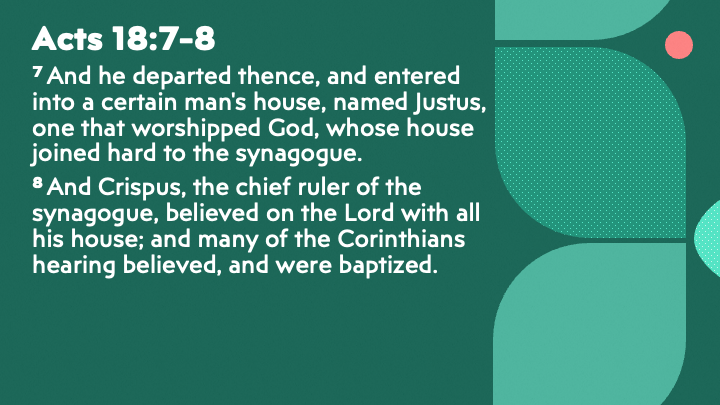 Acts 18:7-8
⁷ And he departed thence, and entered
into a certain man's house, named Justus,
one that worshipped God, whose house
joined hard to the synagogue.
⁸ And Crispus, the chief ruler of the
synagogue, believed on the Lord with all
his house; and many of the Corinthians
hearing believed, and were baptized.